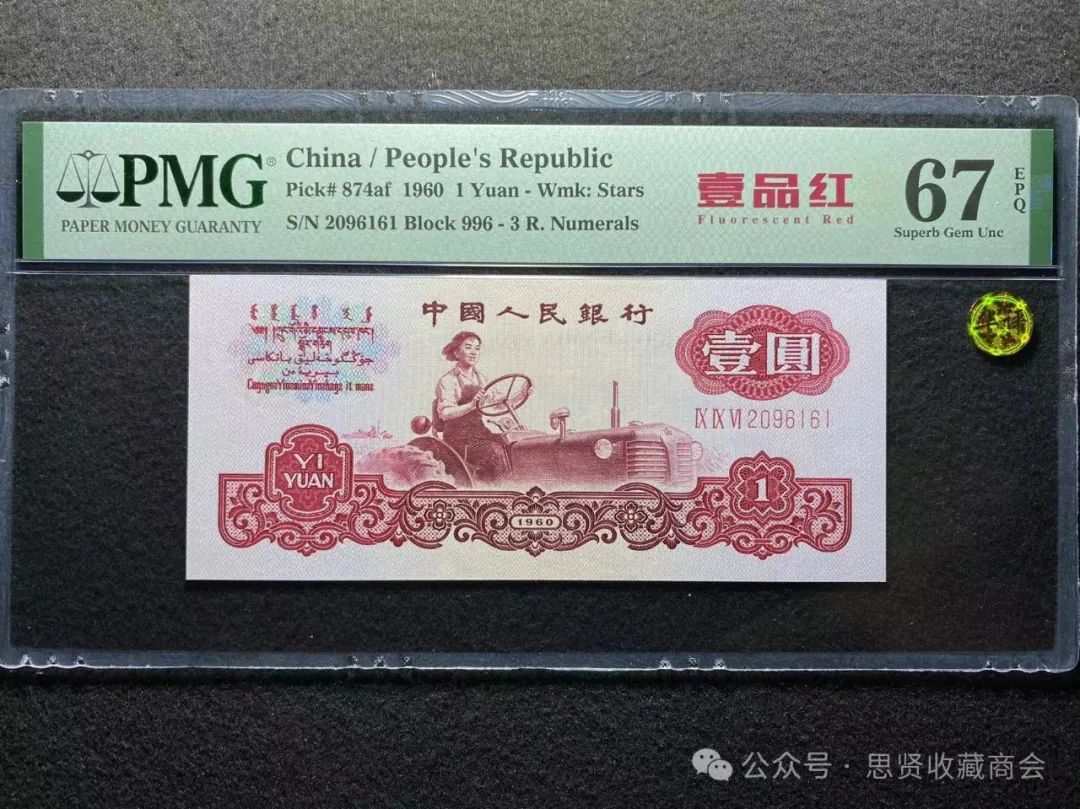 PMG®
PAPER MONEY GUARANTY
China / People's Republic
Pick# 874af 1960 1 Yuan - Wmk: Stars
S/N 2096161 Block 996 - 3 R. Numerals
壹品红
Fluorescent Red
67
EPQ
Superb Gem Unc
中國人民銀行
壹圓
ⅨⅨⅥ2096161
YI
YUAN
1960
1
公众号 · 思贤收藏商会